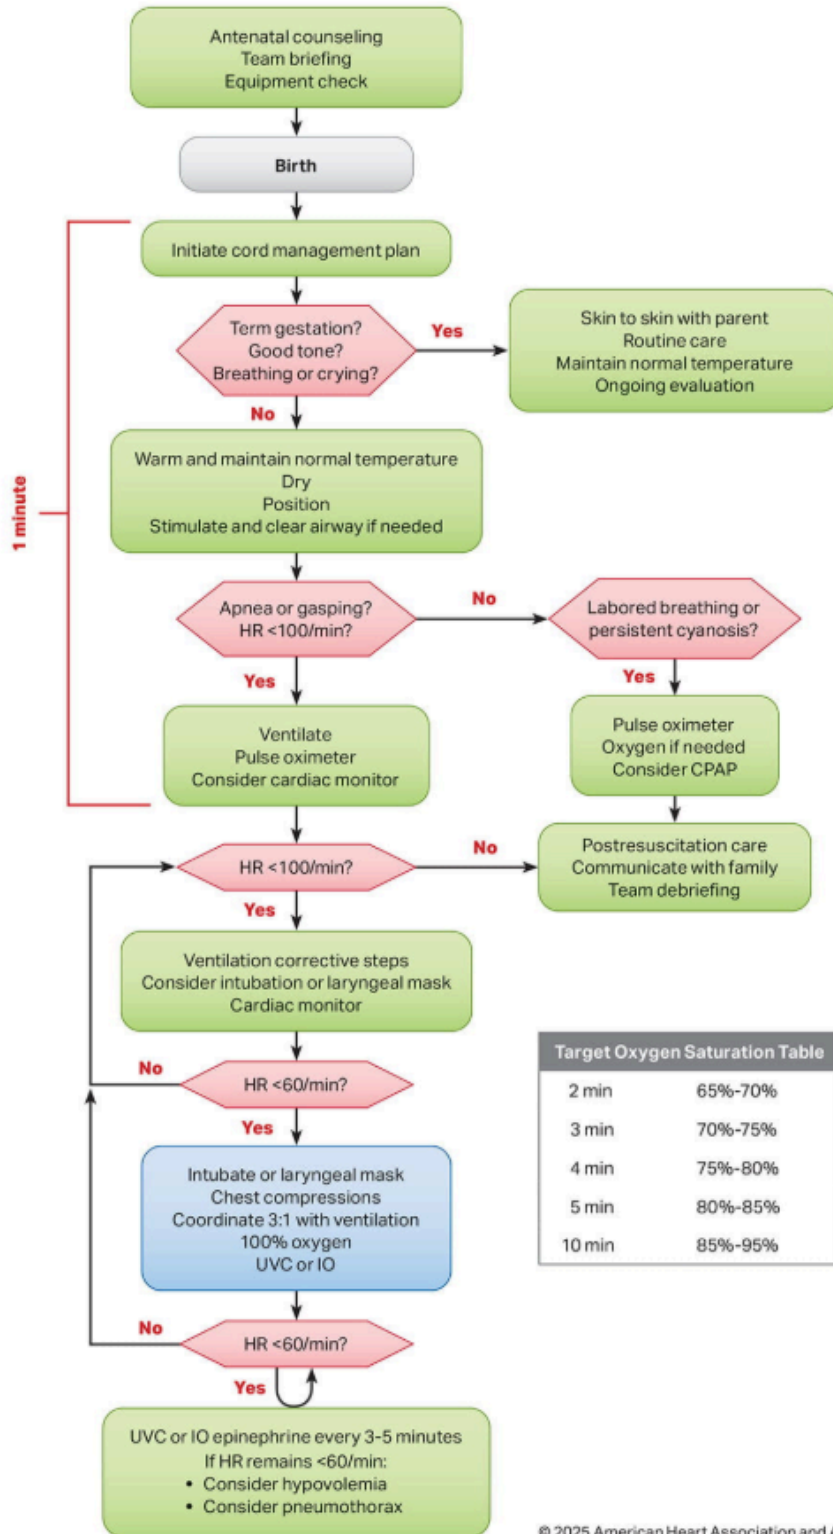 Antenatal counseling
Team briefing
Equipment check
Birth
Initiate cord management plan
Term gestation?
Good tone?
Breathing or crying?
Yes
Skin to skin with parent
Routine care
Maintain normal temperature
Ongoing evaluation
No
Warm and maintain normal temperature
Dry
Position
Stimulate and clear airway if needed
1 minute
Apnea or gasping?
HR <100/min?
No
Labored breathing or
persistent cyanosis?
Yes
Yes
Ventilate
Pulse oximeter
Consider cardiac monitor
Pulse oximeter
Oxygen if needed
Consider CPAP
HR <100/min?
No
Postresuscitation care
Communicate with family
Team debriefing
Yes
Ventilation corrective steps
Consider intubation or laryngeal mask
Cardiac monitor
No
HR <60/min?
Yes
Intubate or laryngeal mask
Chest compressions
Coordinate 3:1 with ventilation
100% oxygen
UVC or IO
No
HR <60/min?
Yes
UVC or IO epinephrine every 3-5 minutes
If HR remains <60/min:
• Consider hypovolemia
• Consider pneumothorax
Target Oxygen Saturation Table
2 min 65%-70%
3 min 70%-75%
4 min 75%-80%
5 min 80%-85%
10 min 85%-95%
© 2025 American Heart Association and